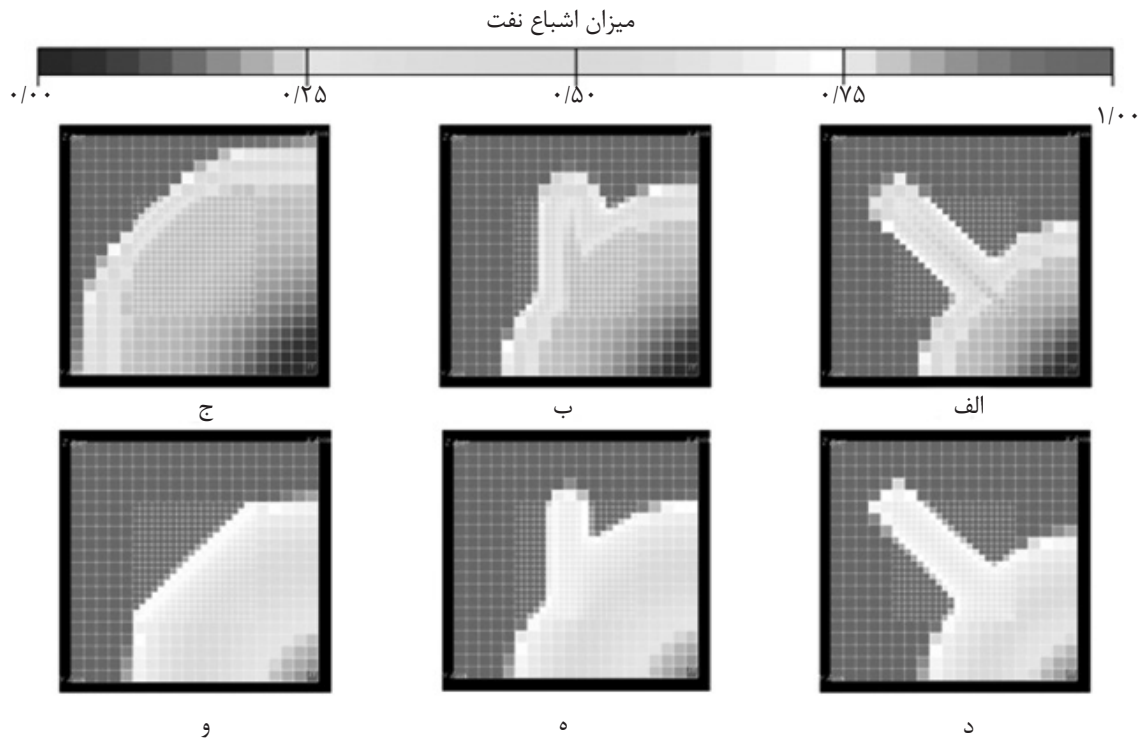 میزان اشباع نفت
۰/۰۰ ۰/۲۵ ۰/۵۰ ۰/۷۵ ۱/۰۰
الف ب ج
د ه و